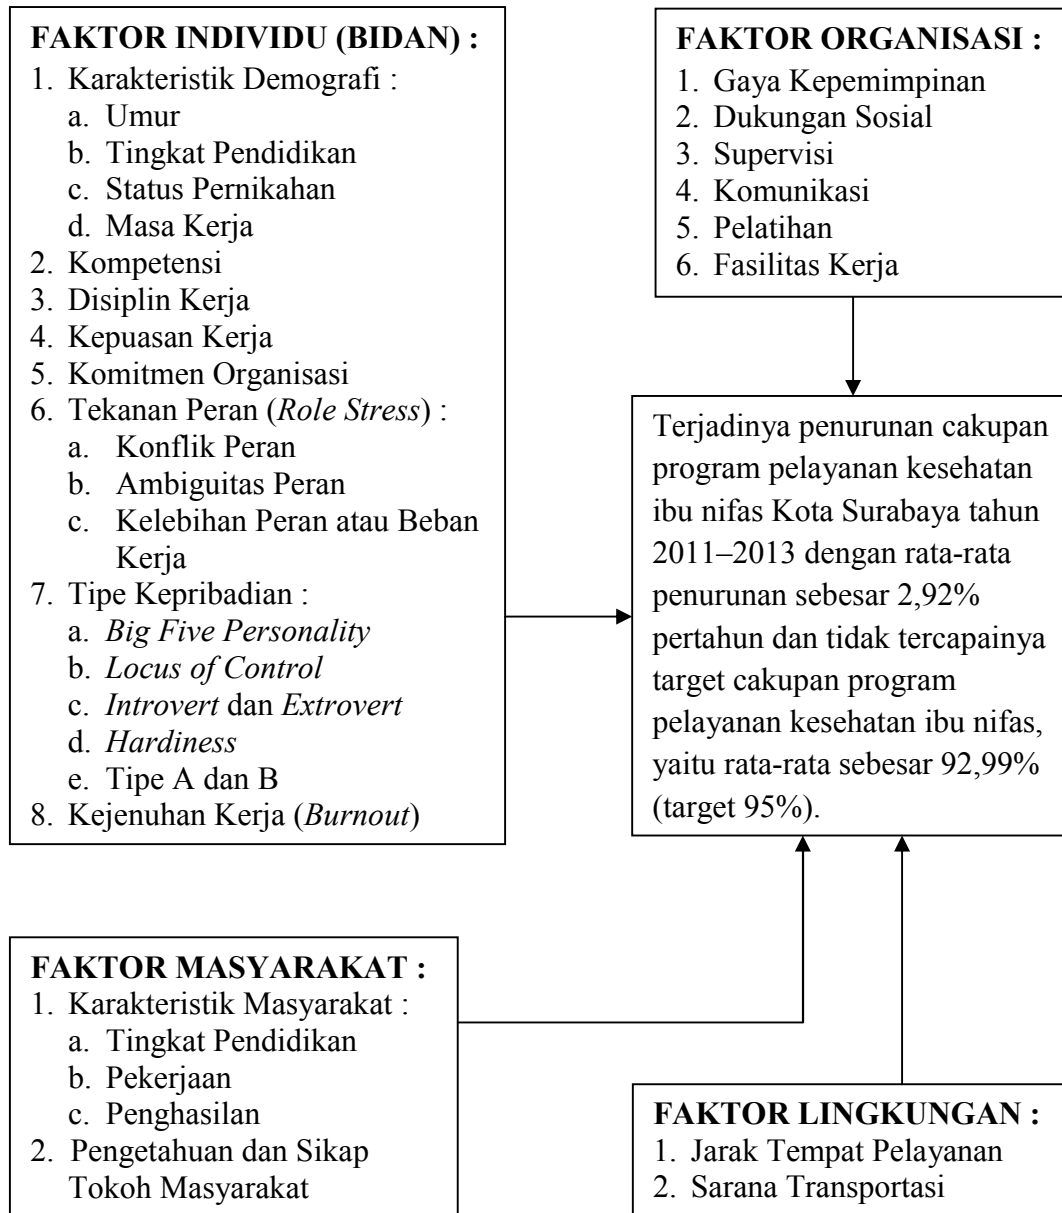 FAKTOR INDIVIDU (BIDAN) :
1. Karakteristik Demografi :
a. Umur
b. Tingkat Pendidikan
c. Status Pernikahan
d. Masa Kerja
2. Kompetensi
3. Disiplin Kerja
4. Kepuasan Kerja
5. Komitmen Organisasi
6. Tekanan Peran (Role Stress) :
a. Konflik Peran
b. Ambiguitas Peran
c. Kelebihan Peran atau Beban
Kerja
7. Tipe Kepribadian :
a. Big Five Personality
b. Locus of Control
c. Introvert dan Extrovert
d. Hardiness
e. Tipe A dan B
8. Kejenuhan Kerja (Burnout)
FAKTOR ORGANISASI :
1. Gaya Kepemimpinan
2. Dukungan Sosial
3. Supervisi
4. Komunikasi
5. Pelatihan
6. Fasilitas Kerja
Terjadinya penurunan cakupan
program pelayanan kesehatan
ibu nifas Kota Surabaya tahun
2011–2013 dengan rata-rata
penurunan sebesar 2,92%
pertahun dan tidak tercapainya
target cakupan program
pelayanan kesehatan ibu nifas,
yaitu rata-rata sebesar 92,99%
(target 95%).
FAKTOR MASYARAKAT :
1. Karakteristik Masyarakat :
a. Tingkat Pendidikan
b. Pekerjaan
c. Penghasilan
2. Pengetahuan dan Sikap
Tokoh Masyarakat
FAKTOR LINGKUNGAN :
1. Jarak Tempat Pelayanan
2. Sarana Transportasi